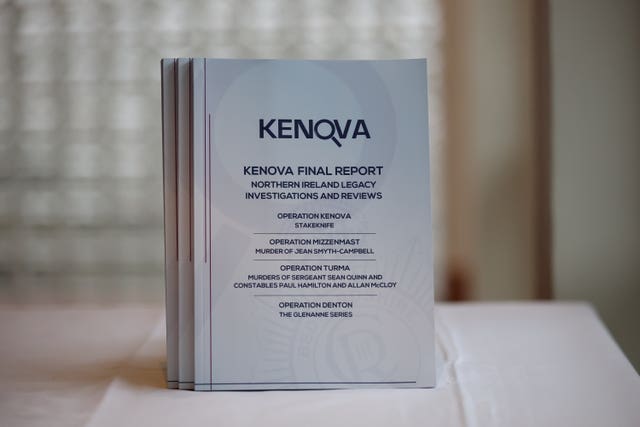 KENOVA
KENOVA FINAL REPORT
NORTHERN IRELAND LEGACY
INVESTIGATIONS AND REVIEWS
OPERATION KENOVA
STAKEKNIFE
OPERATION MIZZENMAST
MURDER OF JEAN SMYTH-CAMPBELL
OPERATION TURMA
MURDERS OF SERGEANT SEAN QUINN AND
CONSTABLES PAUL HAMILTON AND ALLAN McCLOY
OPERATION DENTON
THE GLENANNE SERIES